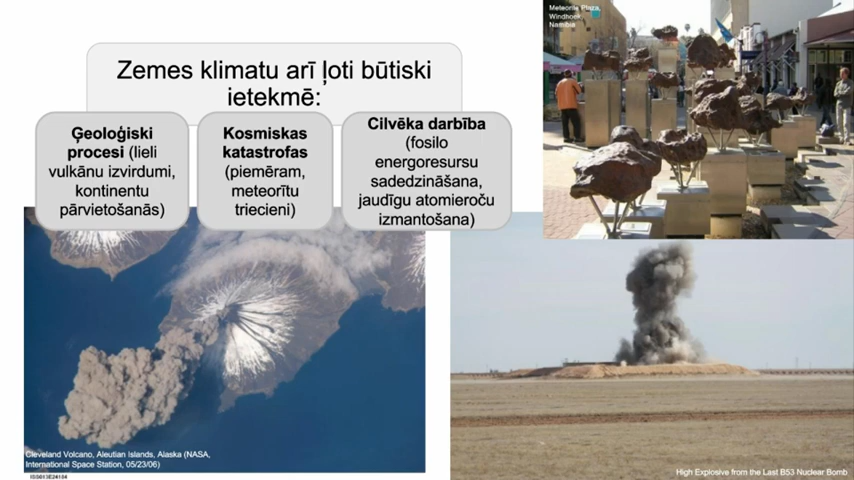 Zemes klimatu arī ļoti būtiski
ietekmē:
Ģeoloģiski
procesi (lieli
vulkānu izvirdumi,
kontinentu
pārvietošanās)
Kosmiskas
katastrofas
(piemēram,
meteorītu
triecieni)
Cilvēka darbība
(fosilo
energoresursu
sadedzināšana,
jaudīgu atomieroču
izmantošana)
Meteorite Plaza,
Windhoek,
Namibia
Cleveland Volcano, Aleutian Islands, Alaska (NASA,
International Space Station, 05/23/06)
ISS013E24184
High Explosive from the Last B53 Nuclear Bomb